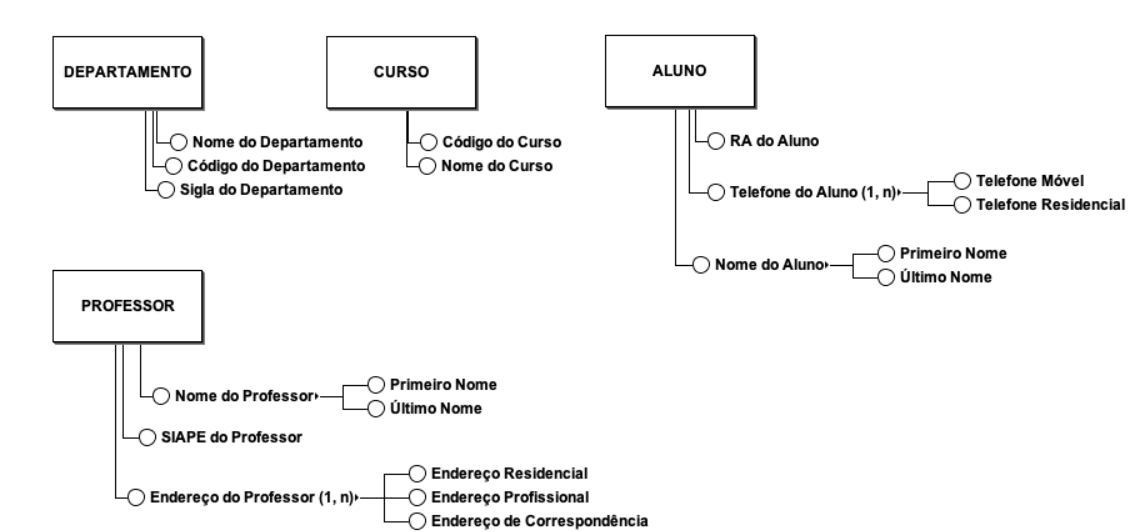 DEPARTAMENTO
Nome do Departamento
Código do Departamento
Sigla do Departamento
CURSO
Código do Curso
Nome do Curso
ALUNO
RA do Aluno
Telefone do Aluno (1, n)
Telefone Móvel
Telefone Residencial
Nome do Aluno
Primeiro Nome
Último Nome
PROFESSOR
Nome do Professor
Primeiro Nome
Último Nome
SIAPE do Professor
Endereço do Professor (1, n)
Endereço Residencial
Endereço Profissional
Endereço de Correspondência